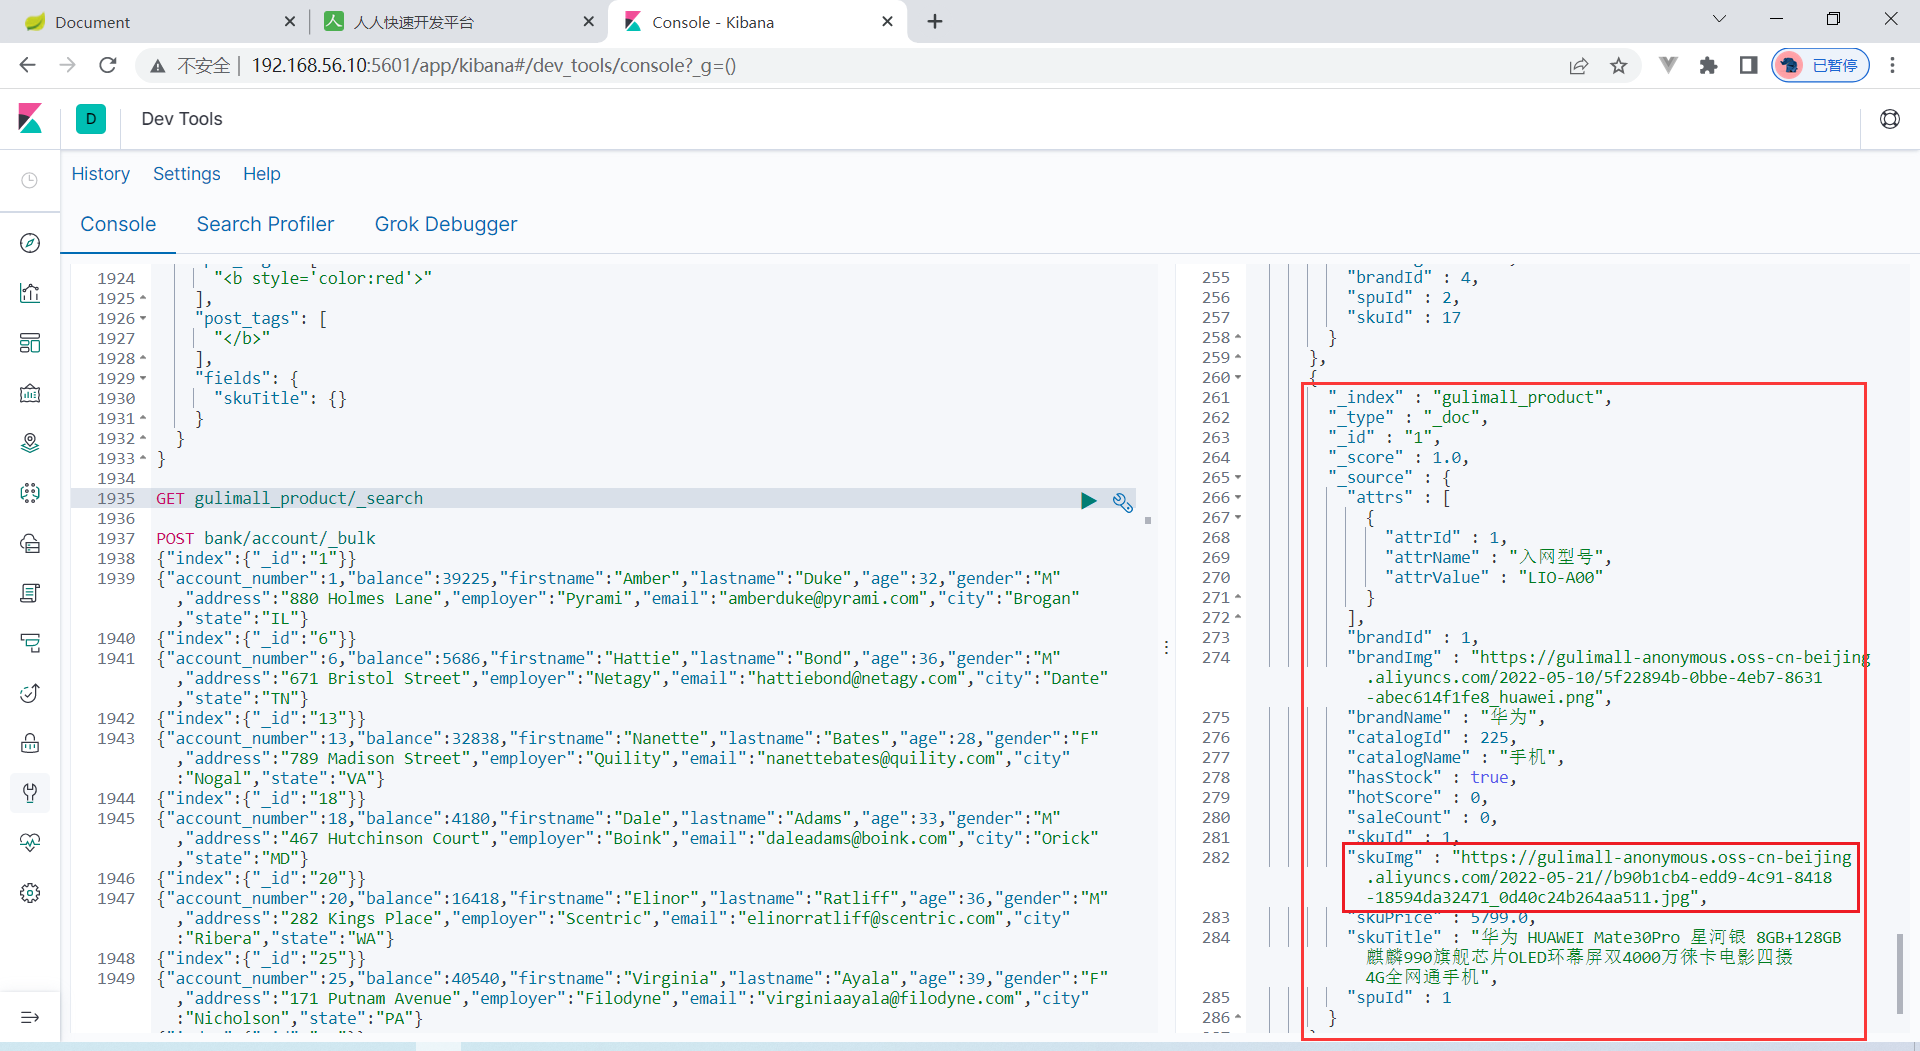 Document
人人快速开发平台
Console - Kibana
不安全 192.168.56.10:5601/app/kibana#/dev_tools/console?_g=()
已暂停
D
Dev Tools
History Settings Help
Console Search Profiler Grok Debugger
1924 "<b style='color:red'>"
1925 ],
1926 "post_tags": [
1927 "</b>"
1928 ],
1929 "fields": {
1930 "skuTitle": {}
1931 }
1932 }
1933 }
1934
1935 GET gulimall_product/_search
1936
1937 POST bank/account/_bulk
1938 {"index":{"_id":"1"}}
1939 {"account_number":1,"balance":39225,"firstname":"Amber","lastname":"Duke","age":32,"gender":"M"
,"address":"880 Holmes Lane","employer":"Pyrami","email":"amberduke@pyrami.com","city":"Brogan"
,"state":"IL"}
1940 {"index":{"_id":"6"}}
1941 {"account_number":6,"balance":5686,"firstname":"Hattie","lastname":"Bond","age":36,"gender":"M"
,"address":"671 Bristol Street","employer":"Netagy","email":"hattiebond@netagy.com","city":"Dante"
,"state":"TN"}
1942 {"index":{"_id":"13"}}
1943 {"account_number":13,"balance":32838,"firstname":"Nanette","lastname":"Bates","age":28,"gender":"F"
,"address":"789 Madison Street","employer":"Quility","email":"nanettebates@quility.com","city"
:"Nogal","state":"VA"}
1944 {"index":{"_id":"18"}}
1945 {"account_number":18,"balance":4180,"firstname":"Dale","lastname":"Adams","age":33,"gender":"M"
,"address":"467 Hutchinson Court","employer":"Boink","email":"daleadams@boink.com","city":"Orick"
,"state":"MD"}
1946 {"index":{"_id":"20"}}
1947 {"account_number":20,"balance":16418,"firstname":"Elinor","lastname":"Ratliff","age":36,"gender":"M"
,"address":"282 Kings Place","employer":"Scentric","email":"elinorratliff@scentric.com","city"
:"Ribera","state":"WA"}
1948 {"index":{"_id":"25"}}
1949 {"account_number":25,"balance":40540,"firstname":"Virginia","lastname":"Ayala","age":39,"gender":"F"
,"address":"171 Putnam Avenue","employer":"Filodyne","email":"virginiaayala@filodyne.com","city"
:"Nicholson","state":"PA"}
255 "brandId" : 4,
256 "spuId" : 2,
257 "skuId" : 17
258 }
259 },
260 {
261 "_index" : "gulimall_product",
262 "_type" : "_doc",
263 "_id" : "1",
264 "_score" : 1.0,
265 "_source" : {
266 "attrs" : [
267 {
268 "attrId" : 1,
269 "attrName" : "入网型号",
270 "attrValue" : "LIO-A00"
271 }
272 ],
273 "brandId" : 1,
274 "brandImg" : "https://gulimall-anonymous.oss-cn-beijing
.aliyuncs.com/2022-05-10/5f22894b-0bbe-4eb7-8631
-abec614f1fe8_huawei.png",
275 "brandName" : "华为",
276 "catalogId" : 225,
277 "catalogName" : "手机",
278 "hasStock" : true,
279 "hotScore" : 0,
280 "saleCount" : 0,
281 "skuId" : 1,
282 "skuImg" : "https://gulimall-anonymous.oss-cn-beijing
.aliyuncs.com/2022-05-21//b90b1cb4-edd9-4c91-8418
-18594da32471_0d40c24b264aa511.jpg",
283 "skuPrice" : 5799.0,
284 "skuTitle" : "华为 HUAWEI Mate30Pro 星河银 8GB+128GB
麒麟990旗舰芯片OLED环幕屏双4000万徕卡电影四摄
4G全网通手机",
285 "spuId" : 1
286 }